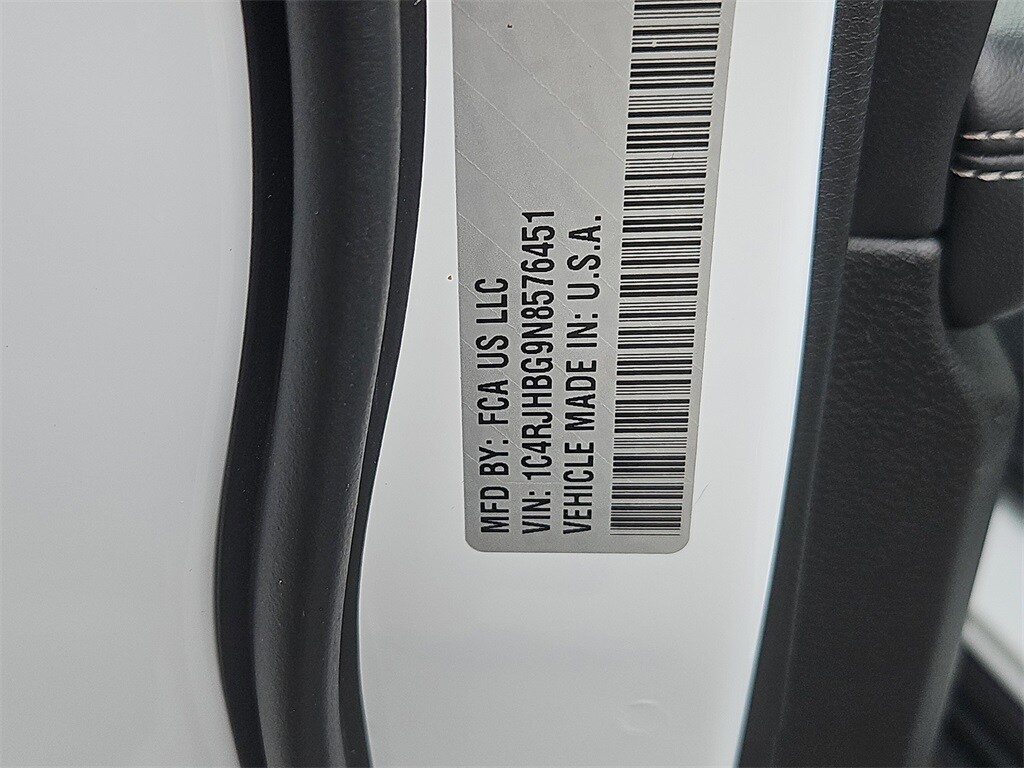 MFD BY: FCA US LLC
VIN: 1C4RJHBG9N8576451
VEHICLE MADE IN: U.S.A.